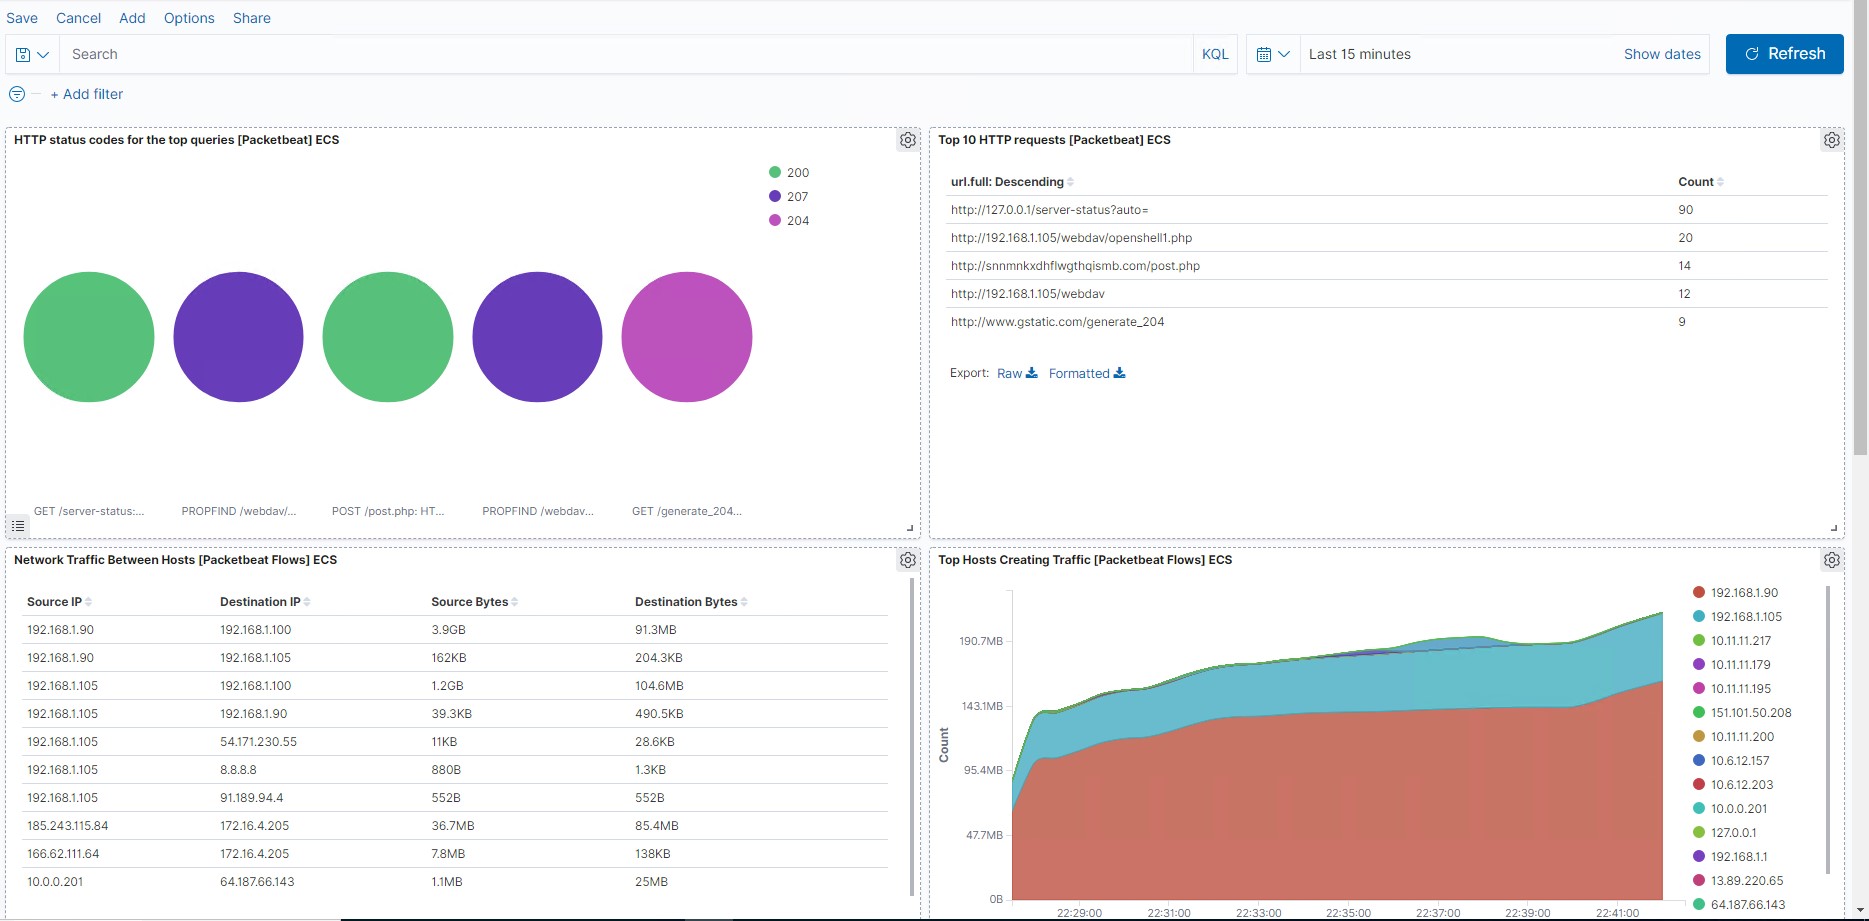 Save Cancel Add Options Share
Search KQL Last 15 minutes Show dates Refresh
+ Add filter
HTTP status codes for the top queries [Packetbeat] ECS
200
207
204
GET /server-status:... PROPFIND /webdav/... POST /post.php: HT... PROPFIND /webdav... GET /generate_204...
Top 10 HTTP requests [Packetbeat] ECS
url.full: Descending Count
http://127.0.0.1/server-status?auto= 90
http://192.168.1.105/webdav/openshell1.php 20
http://snnmnkxdhflwgthqismb.com/post.php 14
http://192.168.1.105/webdav 12
http://www.gstatic.com/generate_204 9
Export: Raw Formatted
Network Traffic Between Hosts [Packetbeat Flows] ECS
Source IP Destination IP Source Bytes Destination Bytes
192.168.1.90 192.168.1.100 3.9GB 91.3MB
192.168.1.90 192.168.1.105 162KB 204.3KB
192.168.1.105 192.168.1.100 1.2GB 104.6MB
192.168.1.105 192.168.1.90 39.3KB 490.5KB
192.168.1.105 54.171.230.55 11KB 28.6KB
192.168.1.105 8.8.8.8 880B 1.3KB
192.168.1.105 91.189.94.4 552B 552B
185.243.115.84 172.16.4.205 36.7MB 85.4MB
166.62.111.64 172.16.4.205 7.8MB 138KB
10.0.0.201 64.187.66.143 1.1MB 25MB
Top Hosts Creating Traffic [Packetbeat Flows] ECS
Count
190.7MB
143.1MB
95.4MB
47.7MB
0B
22:29:00 22:31:00 22:33:00 22:35:00 22:37:00 22:39:00 22:41:00
192.168.1.90
192.168.1.105
10.11.11.217
10.11.11.179
10.11.11.195
151.101.50.208
10.11.11.200
10.6.12.157
10.6.12.203
10.0.0.201
127.0.0.1
192.168.1.1
13.89.220.65
64.187.66.143